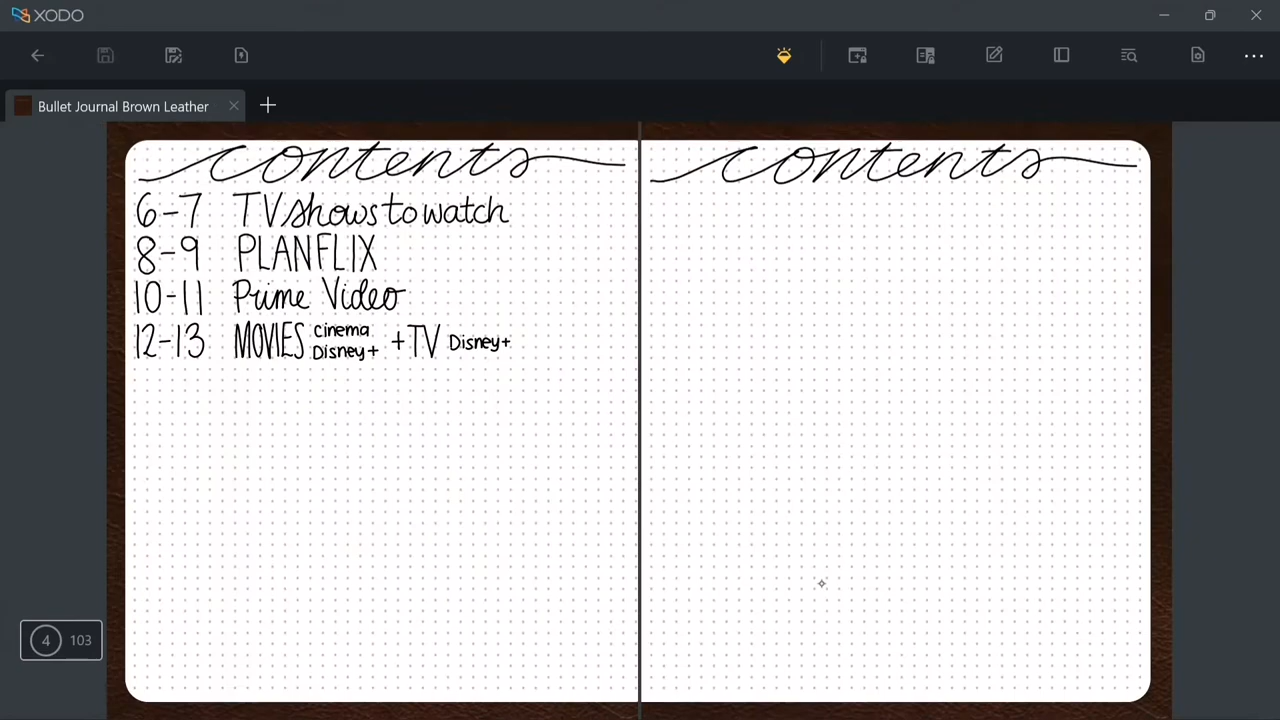 XODO
Bullet Journal Brown Leather
contents
6-7 TV shows to watch
8-9 PLANFLIX
10-11 Prime Video
12-13 MOVIES cinema Disney+ +TV Disney+
contents
4 103